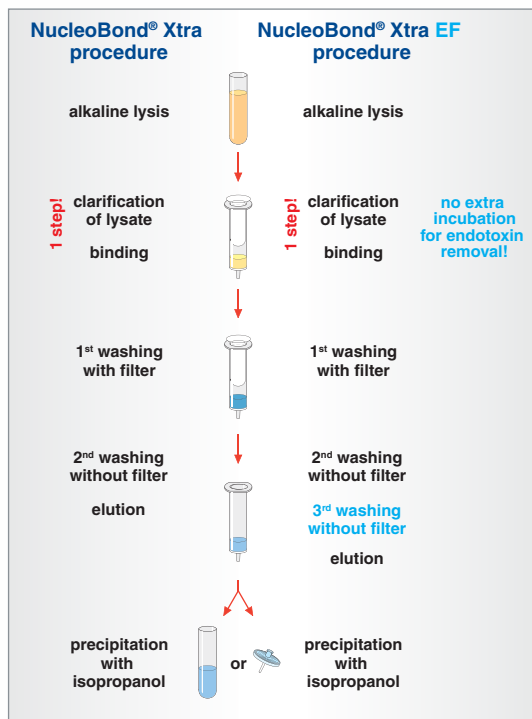 NucleoBond® Xtra
procedure
NucleoBond® Xtra EF
procedure
alkaline lysis
alkaline lysis
1 step!
clarification
of lysate
binding
1 step!
clarification
of lysate
binding
no extra
incubation
for endotoxin
removal!
1st washing
with filter
1st washing
with filter
2nd washing
without filter
elution
2nd washing
without filter
3rd washing
without filter
elution
precipitation
with
isopropanol
or
precipitation
with
isopropanol